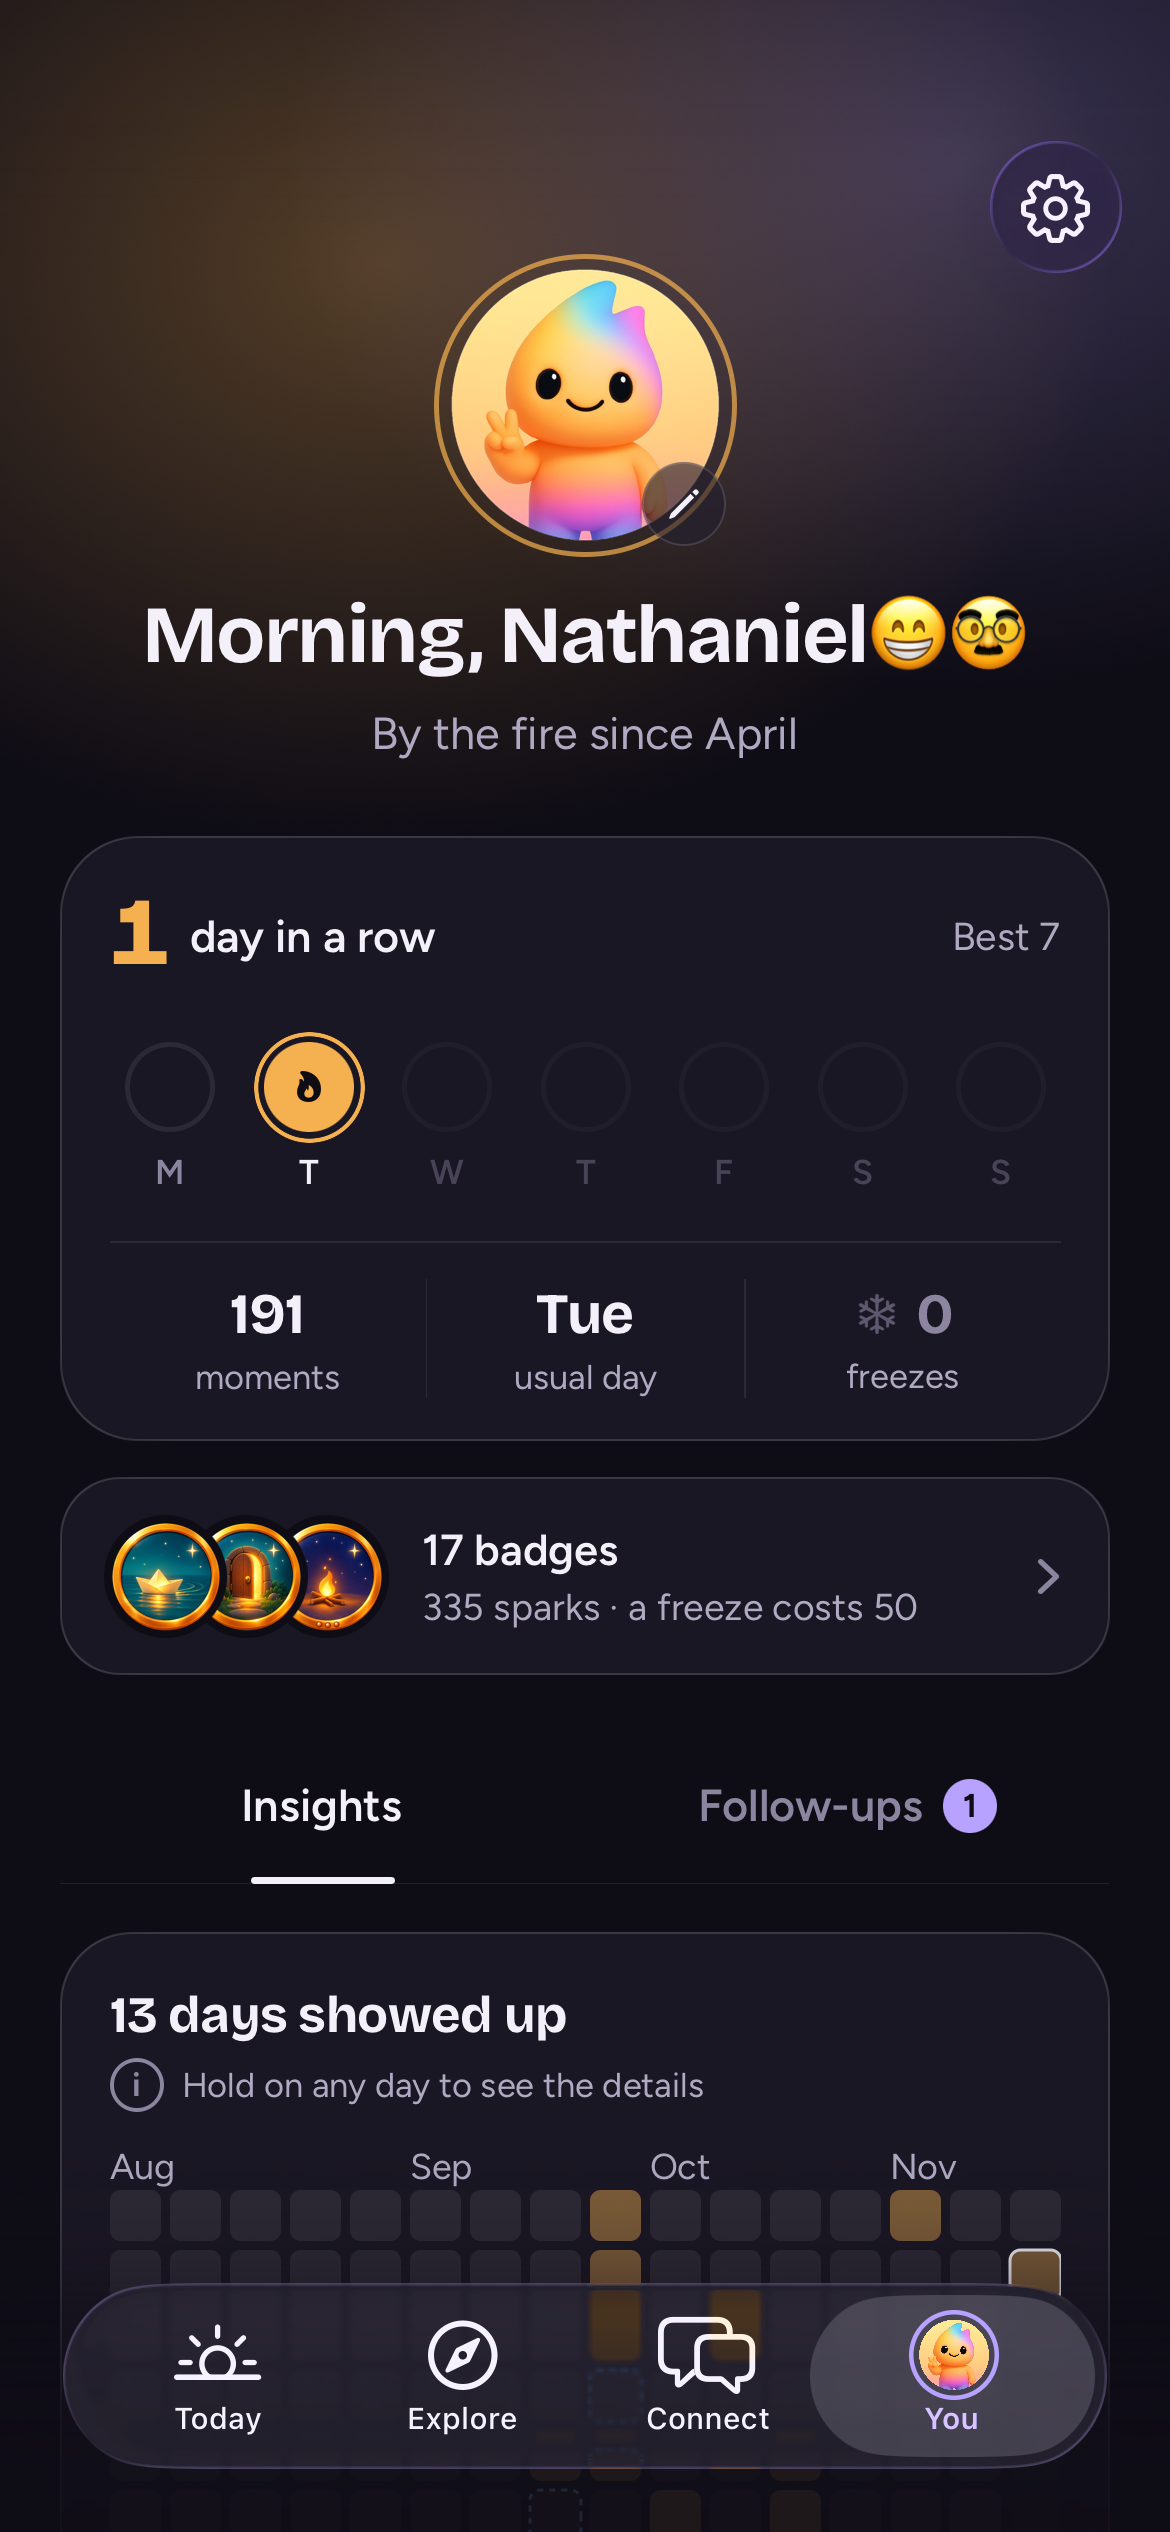 Morning, Nathaniel😁🥸
By the fire since April
1 day in a row
Best 7
M T W T F S S
191 Tue 0
moments usual day freezes
17 badges
335 sparks · a freeze costs 50
Insights Follow-ups 1
13 days showed up
Hold on any day to see the details
Aug Sep Oct Nov
Today Explore Connect You